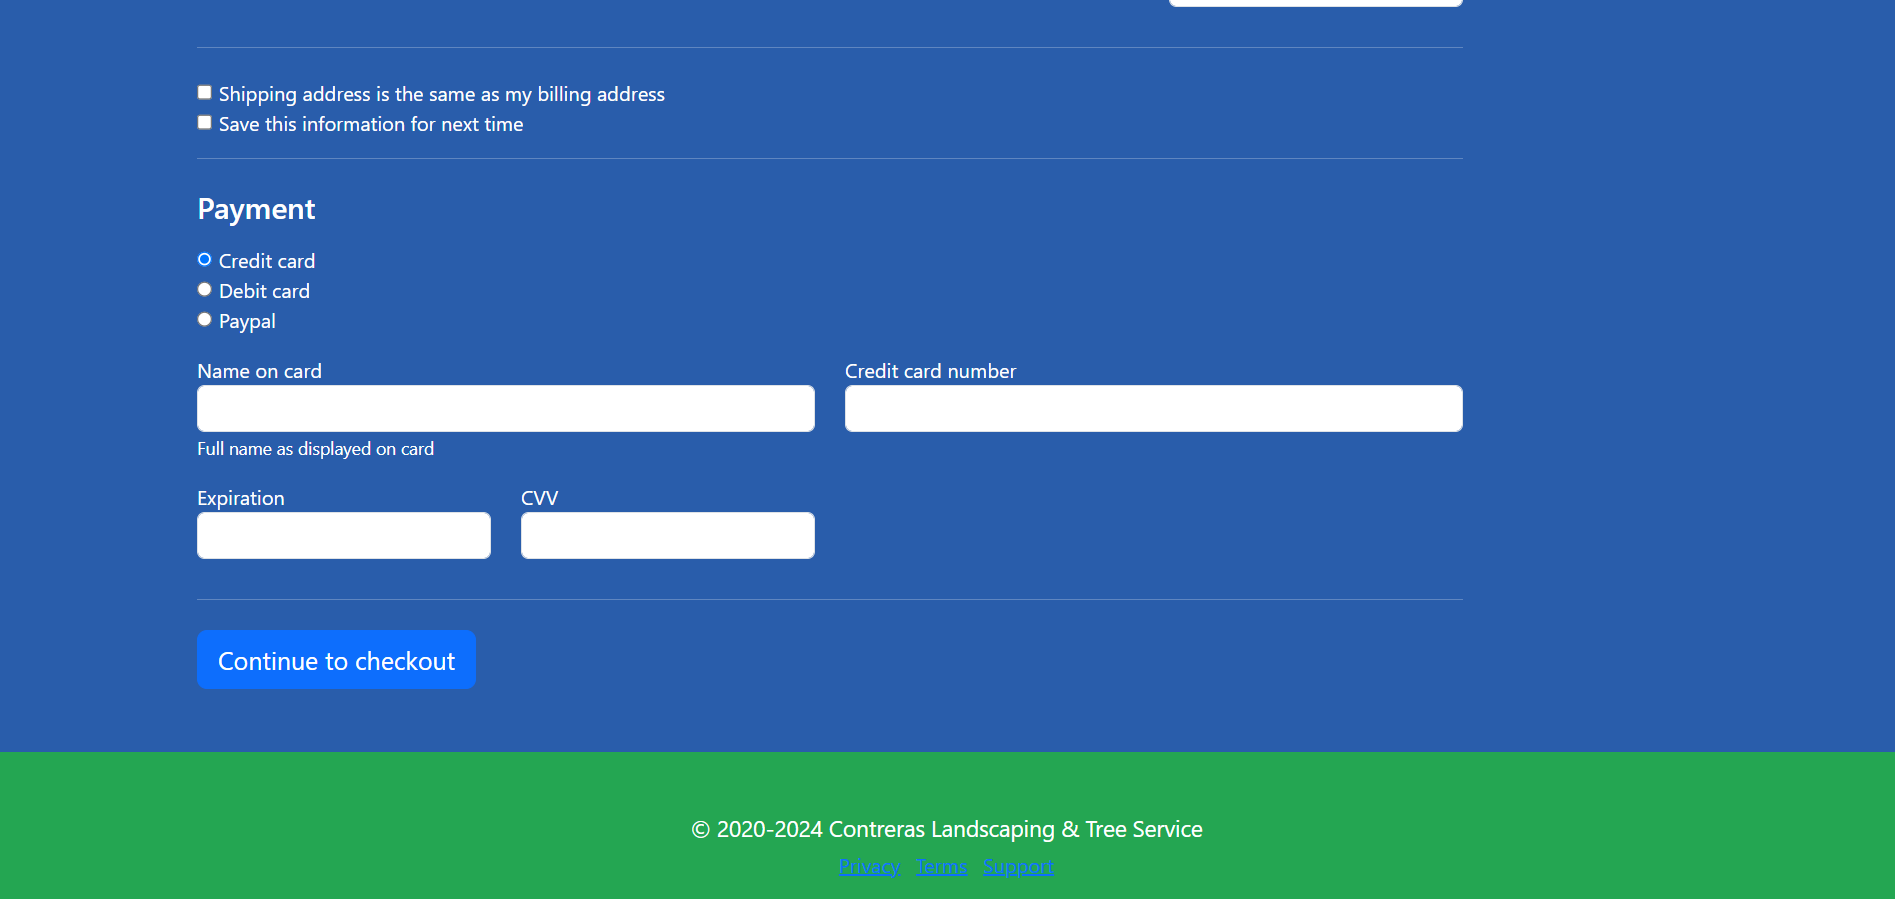 Shipping address is the same as my billing address
Save this information for next time
Payment
Credit card
Debit card
Paypal
Name on card
Credit card number
Full name as displayed on card
Expiration
CVV
Continue to checkout
© 2020-2024 Contreras Landscaping & Tree Service
Privacy Terms Support